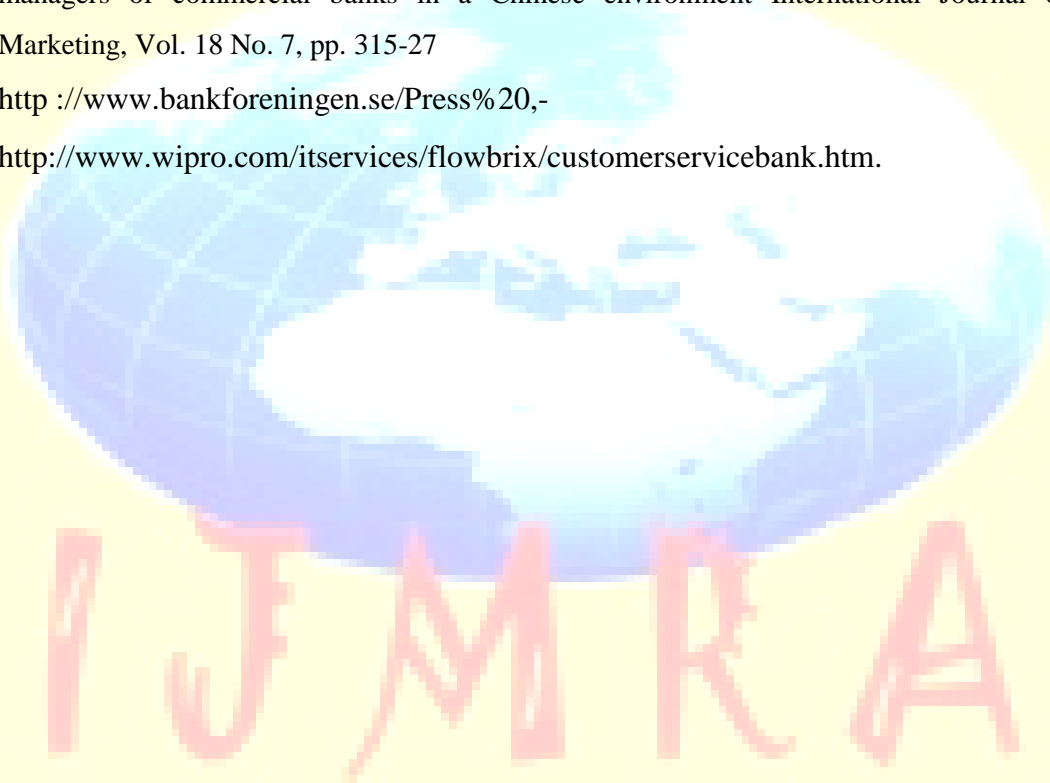 managers of commercial banks in a Chinese environment International Journal
Marketing, Vol. 18 No. 7, pp. 315-27
http ://www.bankforeningen.se/Press%20,-
http://www.wipro.com/itservices/flowbrix/customerservicebank.htm.
IJMRA